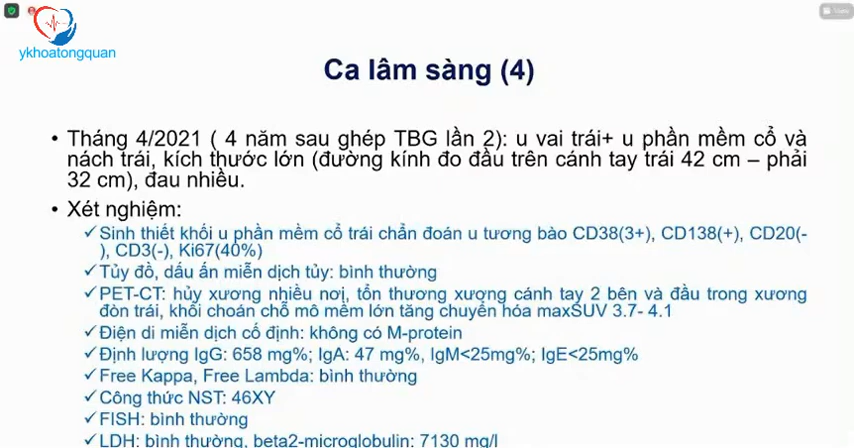 View
ykhoatongquan
Ca lâm sàng (4)
• Tháng 4/2021 ( 4 năm sau ghép TBG lần 2): u vai trái+ u phần mềm cổ và
nách trái, kích thước lớn (đường kính đo đầu trên cánh tay trái 42 cm – phải
32 cm), đau nhiều.
• Xét nghiệm:
✓Sinh thiết khối u phần mềm cổ trái chẩn đoán u tương bào CD38(3+), CD138(+), CD20(-
), CD3(-), Ki67(40%)
✓Tủy đồ, dấu ấn miễn dịch tủy: bình thường
✓PET-CT: hủy xương nhiều nơi, tổn thương xương cánh tay 2 bên và đầu trong xương
đòn trái, khối choán chỗ mô mềm lớn tăng chuyển hóa maxSUV 3.7- 4.1
✓Điện di miễn dịch cố định: không có M-protein
✓Định lượng IgG: 658 mg%; IgA: 47 mg%, IgM<25mg%; IgE<25mg%
✓Free Kappa, Free Lambda: bình thường
✓Công thức NST: 46XY
✓FISH: bình thường
✓LDH: bình thường, beta2-microglobulin: 7130 mg/l